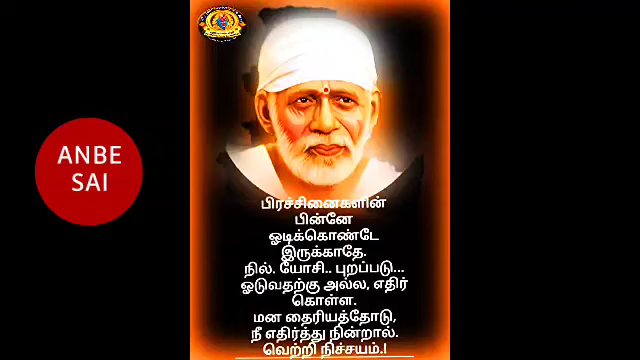 ANBE
SAI
பிரச்சினைகளின்
பின்னே
ஓடிக்கொண்டே
இருக்காதே.
நில். யோசி.. புறப்படு...
ஓடுவதற்கு அல்ல, எதிர்
கொள்ள.
மன தைரியத்தோடு,
நீ எதிர்த்து நின்றால்.
வெற்றி நிச்சயம்.!